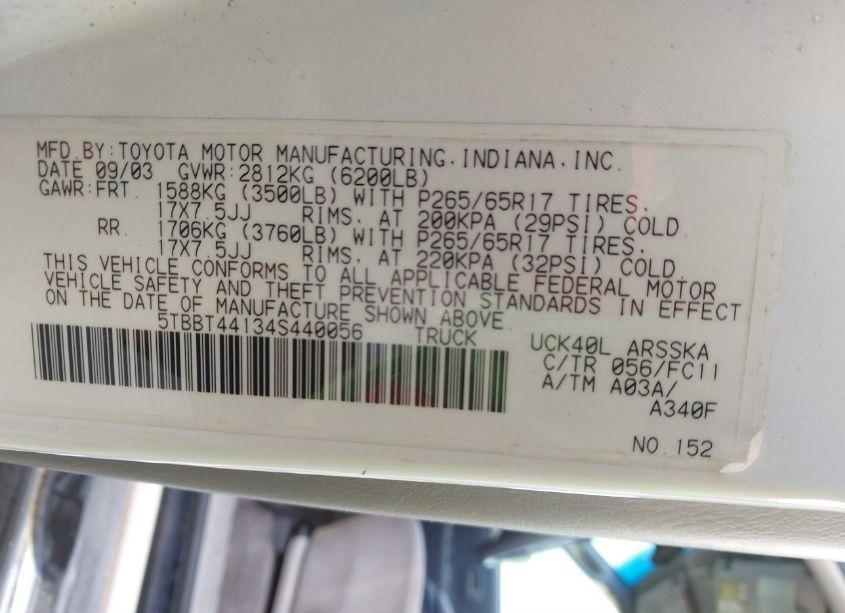 MFD.BY:TOYOTA MOTOR MANUFACTURING.INDIANA.INC.
DATE 09/03 GVWR:2812KG (6200LB)
GAWR:FRT. 1588KG (3500LB) WITH P265/65R17 TIRES.
17X7.5JJ RIMS. AT 200KPA (29PSI) COLD.
RR. 1706KG (3760LB) WITH P265/65R17 TIRES.
17X7.5JJ RIMS. AT 220KPA (32PSI) COLD.
THIS VEHICLE CONFORMS TO ALL APPLICABLE FEDERAL MOTOR
VEHICLE SAFETY AND THEFT PREVENTION STANDARDS IN EFFECT
ON THE DATE OF MANUFACTURE SHOWN ABOVE.
5TBBT44134S440056 TRUCK
UCK40L ARSSKA
C/TR 056/FC11
A/TM A03A/
A340F
NO.152